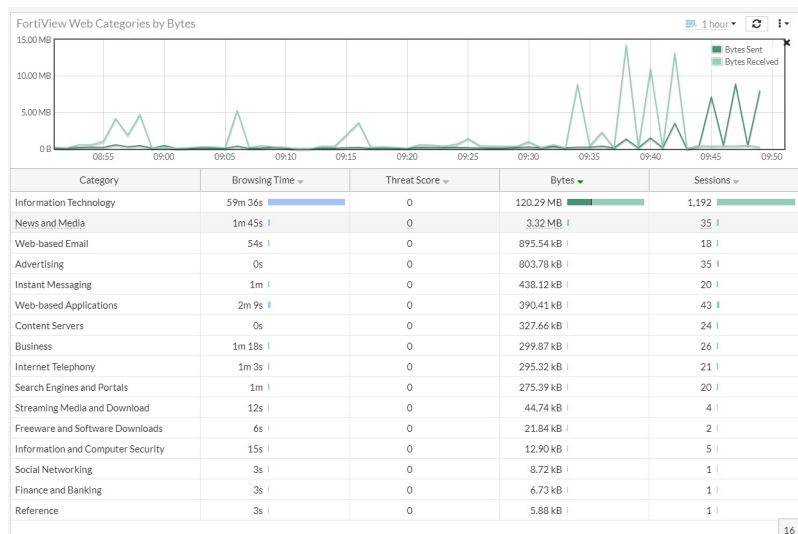 FortiView Web Categories by Bytes 1 hour
15.00 MB
Bytes Sent
Bytes Received
10.00 MB
5.00 MB
0 B
08:55 09:00 09:05 09:10 09:15 09:20 09:25 09:30 09:35 09:40 09:45 09:50
Category Browsing Time Threat Score Bytes Sessions
Information Technology 59m 36s 0 120.29 MB 1,192
News and Media 1m 45s 0 3.32 MB 35
Web-based Email 54s 0 895.54 kB 18
Advertising 0s 0 803.78 kB 35
Instant Messaging 1m 0 438.12 kB 20
Web-based Applications 2m 9s 0 390.41 kB 43
Content Servers 0s 0 327.66 kB 24
Business 1m 18s 0 299.87 kB 26
Internet Telephony 1m 3s 0 295.32 kB 21
Search Engines and Portals 1m 0 275.39 kB 20
Streaming Media and Download 12s 0 44.74 kB 4
Freeware and Software Downloads 6s 0 21.84 kB 2
Information and Computer Security 15s 0 12.90 kB 5
Social Networking 3s 0 8.72 kB 1
Finance and Banking 3s 0 6.73 kB 1
Reference 3s 0 5.88 kB 1
16